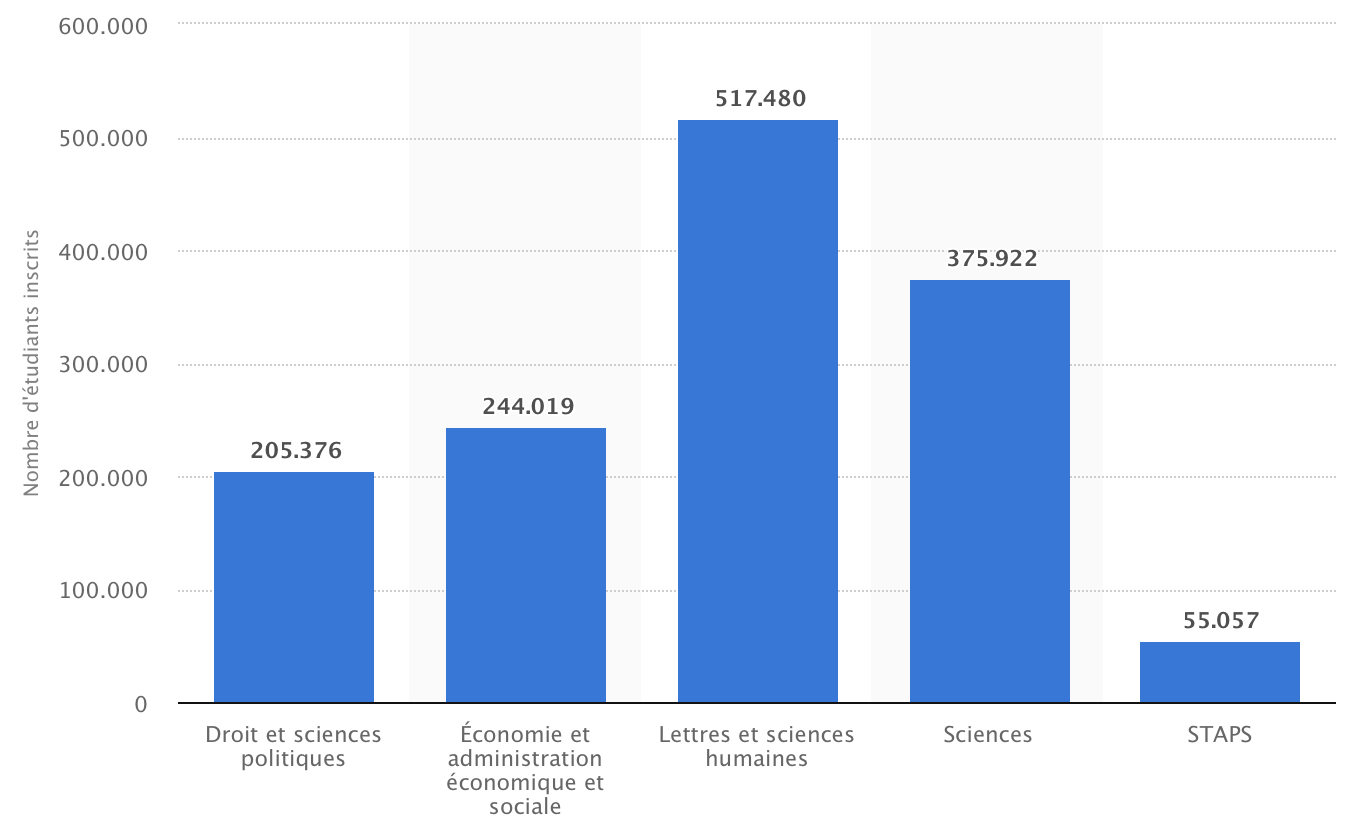 600.000
500.000
400.000
300.000
200.000
100.000
0
Nombre d'étudiants inscrits
205.376
244.019
517.480
375.922
55.057
Droit et sciences
politiques
Économie et
administration
économique et
sociale
Lettres et sciences
humaines
Sciences
STAPS